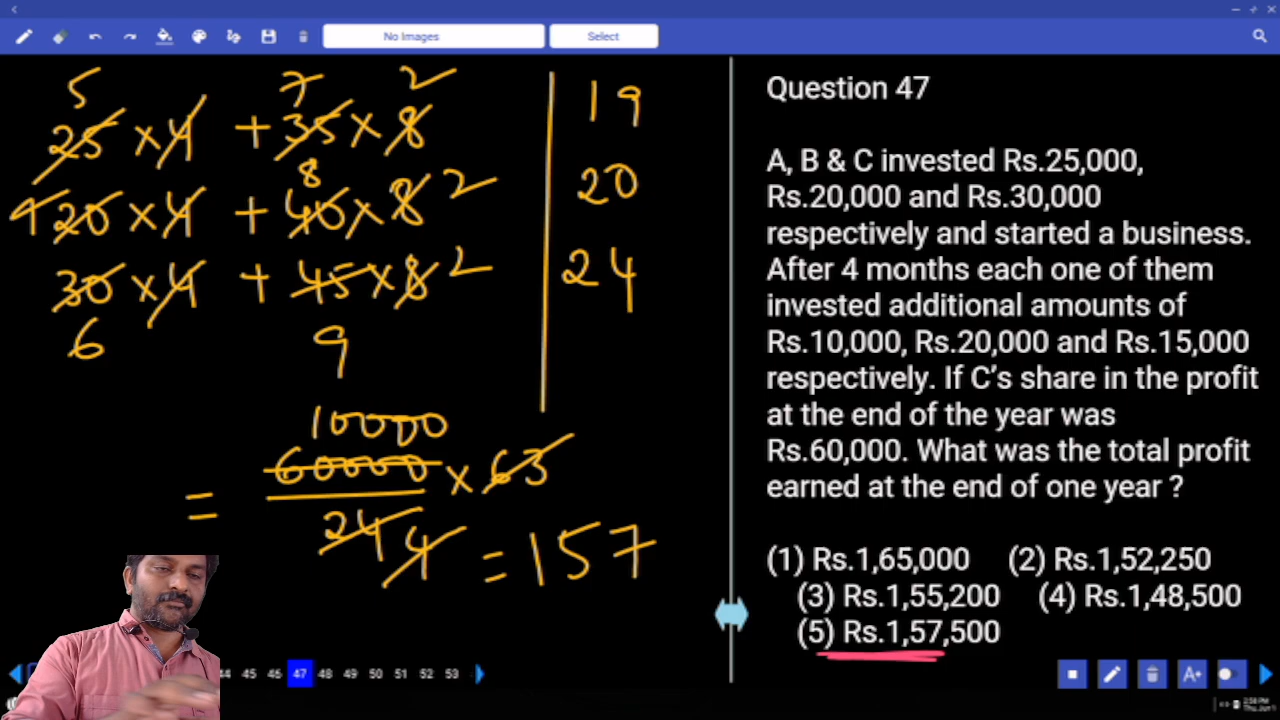 No Images
Select
5 7 2
25 × 4 + 35 × 8
19
8
4 20 × 4 + 40 × 8 2
20
30 × 4 + 45 × 8 2
24
6 9
10000
= 60000 × 63
24 4 = 157
Question 47
A, B & C invested Rs.25,000,
Rs.20,000 and Rs.30,000
respectively and started a business.
After 4 months each one of them
invested additional amounts of
Rs.10,000, Rs.20,000 and Rs.15,000
respectively. If C's share in the profit
at the end of the year was
Rs.60,000. What was the total profit
earned at the end of one year ?
(1) Rs.1,65,000 (2) Rs.1,52,250
(3) Rs.1,55,200 (4) Rs.1,48,500
(5) Rs.1,57,500
44 45 46 47 48 49 50 51 52 53
A+